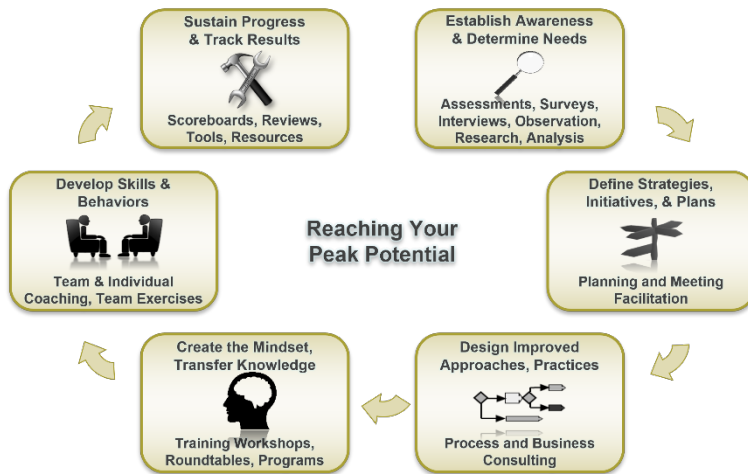 Sustain Progress
& Track Results
Scoreboards, Reviews,
Tools, Resources
Establish Awareness
& Determine Needs
Assessments, Surveys,
Interviews, Observation,
Research, Analysis
Develop Skills &
Behaviors
Team & Individual
Coaching, Team Exercises
Reaching Your
Peak Potential
Define Strategies,
Initiatives, & Plans
Planning and Meeting
Facilitation
Create the Mindset,
Transfer Knowledge
Training Workshops,
Roundtables, Programs
Design Improved
Approaches, Practices
Process and Business
Consulting